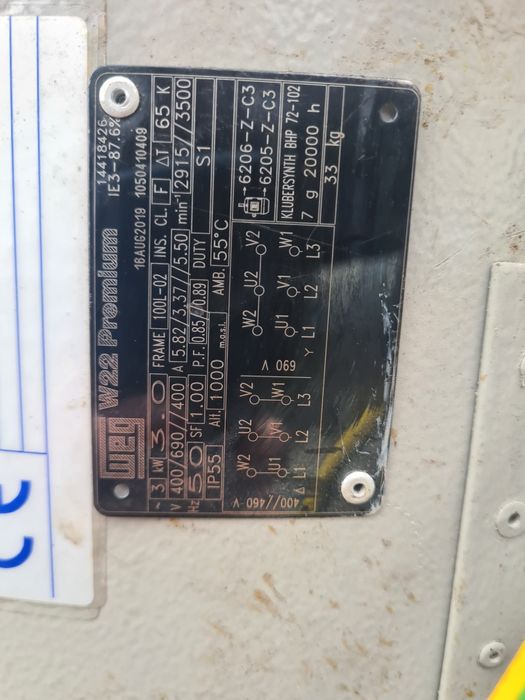 WEG W22 Premium
14418426
IE3-87.6%
16AUG2019 1050410409
~ 3 kW 3.0 FRAME 100L-02 INS. CL. F ΔT 65 K
V 400/690//400 A 5.82/3.37//5.50 min-1 2915//3500
Hz 50 SF 1.00 P.F. 0.85//0.89 DUTY S1
IP55 Alt. 1000 m.a.s.l. AMB. 55°C
400//460 V
W2 U2 V2
U1 V1 W1
Δ L1 L2 L3
690 V
W2 U2 V2
U1 V1 W1
Y L1 L2 L3
6206-Z-C3
6205-Z-C3
KLUBERSYNTH BHP 72-102
7 g 20000 h
33 kg
CE